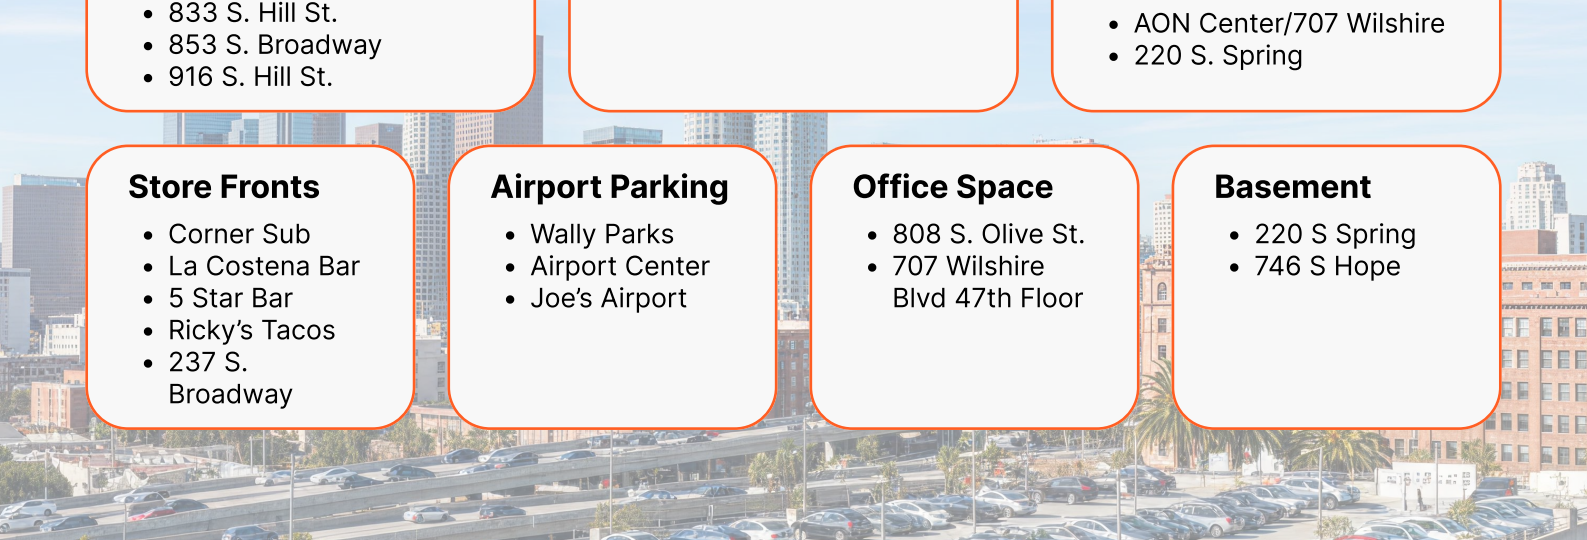 • 833 S. Hill St.
• 853 S. Broadway
• 916 S. Hill St.
• AON Center/707 Wilshire
• 220 S. Spring
Store Fronts
• Corner Sub
• La Costena Bar
• 5 Star Bar
• Ricky’s Tacos
• 237 S.
Broadway
Airport Parking
• Wally Parks
• Airport Center
• Joe’s Airport
Office Space
• 808 S. Olive St.
• 707 Wilshire
Blvd 47th Floor
Basement
• 220 S Spring
• 746 S Hope